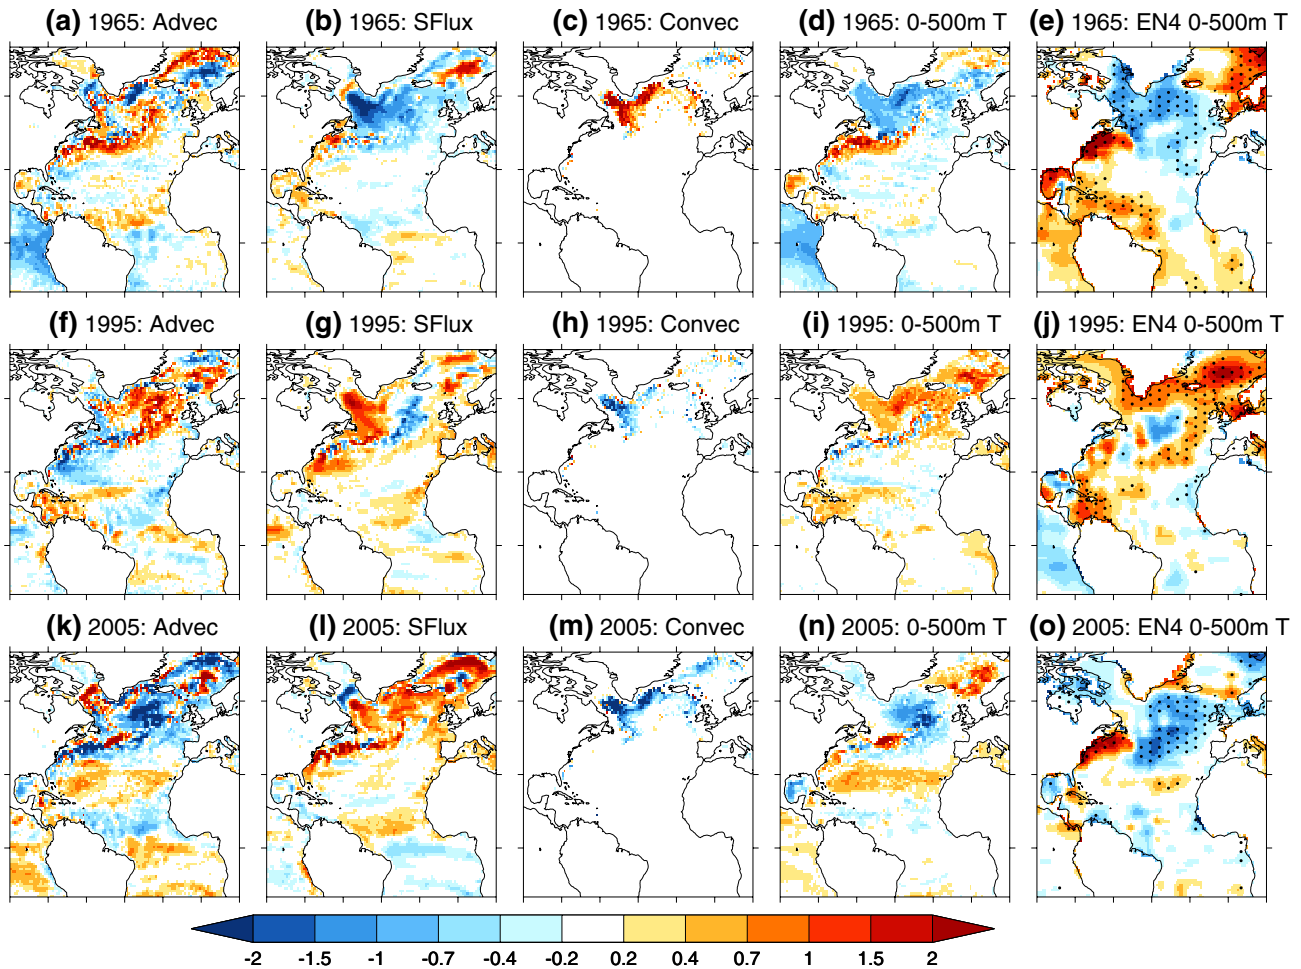 (a) 1965: Advec
(b) 1965: SFlux
(c) 1965: Convec
(d) 1965: 0-500m T
(e) 1965: EN4 0-500m T
(f) 1995: Advec
(g) 1995: SFlux
(h) 1995: Convec
(i) 1995: 0-500m T
(j) 1995: EN4 0-500m T
(k) 2005: Advec
(l) 2005: SFlux
(m) 2005: Convec
(n) 2005: 0-500m T
(o) 2005: EN4 0-500m T
-2 -1.5 -1 -0.7 -0.4 -0.2 0.2 0.4 0.7 1 1.5 2